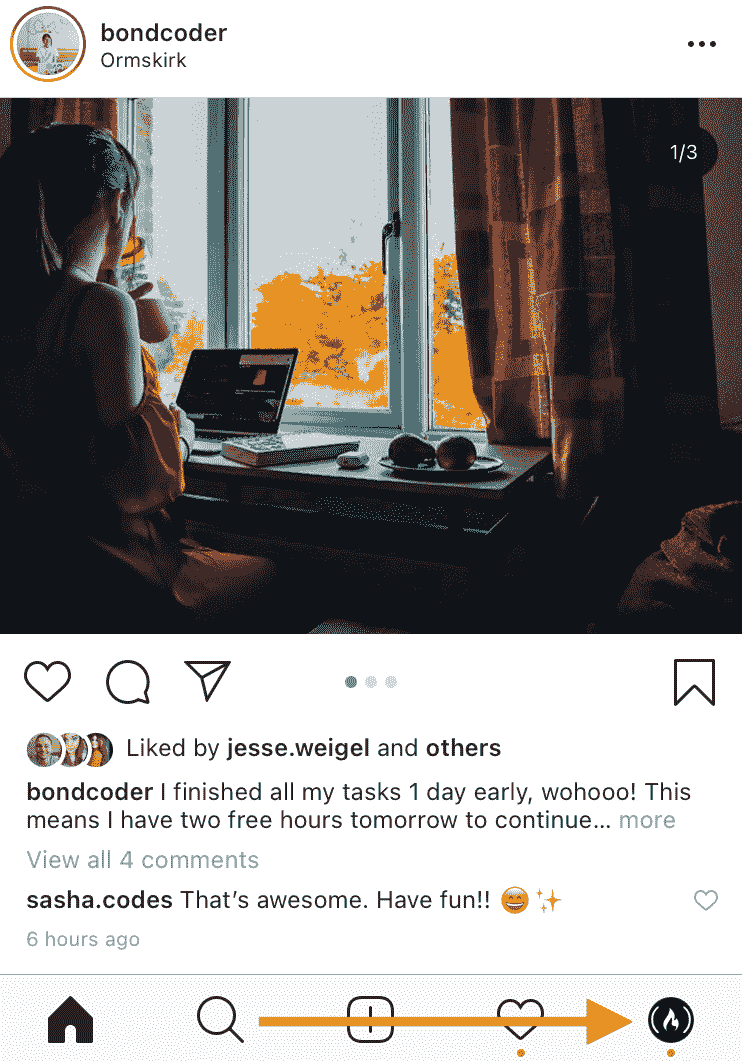 bondcoder
Ormskirk
1/3
Liked by jesse.weigel and others
bondcoder I finished all my tasks 1 day early, wohooo! This
means I have two free hours tomorrow to continue... more
View all 4 comments
sasha.codes That’s awesome. Have fun!! 😄✨
6 hours ago